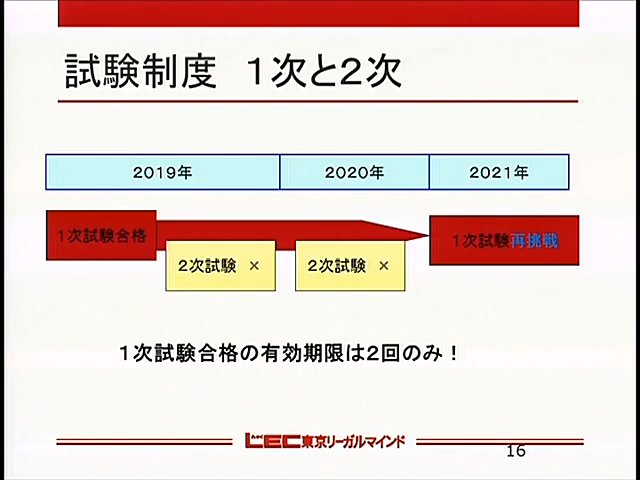 試験制度 1次と2次
2019年 2020年 2021年
1次試験合格
1次試験再挑戦
2次試験 × 2次試験 ×
1次試験合格の有効期限は2回のみ！
LEC東京リーガルマインド
16